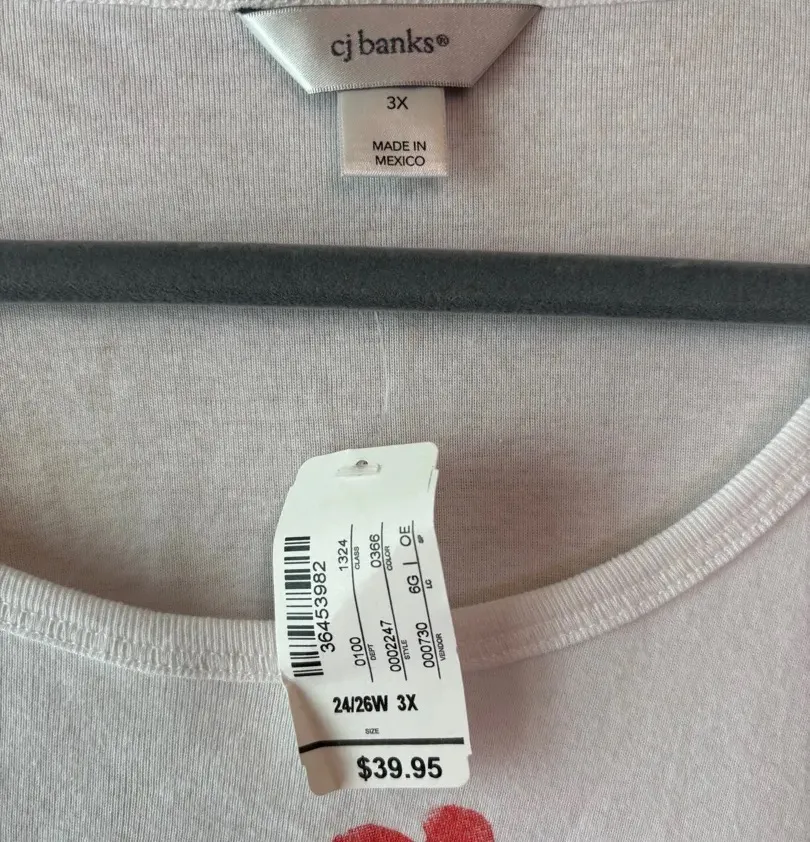 cj banks®
3X
MADE IN
MEXICO
36453982
0100 1324
DEPT CLASS
0002247 0366
STYLE COLOR
000730 6G OE
VENDOR LC SP
24/26W 3X
SIZE
$39.95